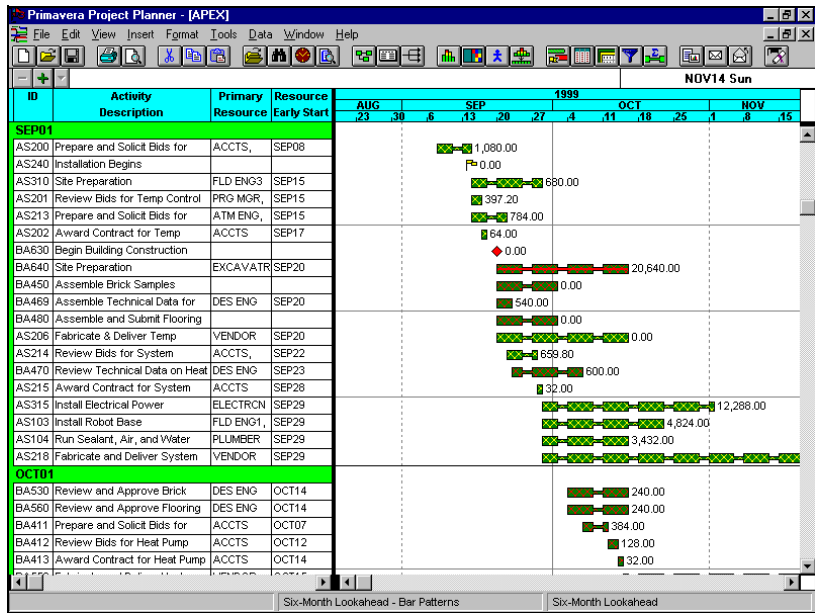 Primavera Project Planner - [APEX]
File Edit View Insert Format Tools Data Window Help
NOV14 Sun
ID Activity Description Primary Resource Resource Early Start
1999
AUG SEP OCT NOV
23 30 6 13 20 27 4 11 18 25 1 8 15
SEP01
AS200 Prepare and Solicit Bids for ACCTS, SEP08 1,080.00
AS240 Installation Begins 0.00
AS310 Site Preparation FLD ENG3 SEP15 680.00
AS201 Review Bids for Temp Control PRG MGR, SEP15 397.20
AS213 Prepare and Solicit Bids for ATM ENG, SEP15 784.00
AS202 Award Contract for Temp ACCTS SEP17 64.00
BA630 Begin Building Construction 0.00
BA640 Site Preparation EXCAVATR SEP20 20,640.00
BA450 Assemble Brick Samples 0.00
BA469 Assemble Technical Data for DES ENG SEP20 540.00
BA480 Assemble and Submit Flooring 0.00
AS206 Fabricate & Deliver Temp VENDOR SEP20 0.00
AS214 Review Bids for System ACCTS, SEP22 659.80
BA470 Review Technical Data on Heat DES ENG SEP23 600.00
AS215 Award Contract for System ACCTS SEP28 32.00
AS315 Install Electrical Power ELECTRCN SEP29 12,288.00
AS103 Install Robot Base FLD ENG1, SEP29 4,824.00
AS104 Run Sealant, Air, and Water PLUMBER SEP29 3,432.00
AS218 Fabricate and Deliver System VENDOR SEP29
OCT01
BA530 Review and Approve Brick DES ENG OCT14 240.00
BA560 Review and Approve Flooring DES ENG OCT14 240.00
BA411 Prepare and Solicit Bids for ACCTS OCT07 384.00
BA412 Review Bids for Heat Pump ACCTS OCT12 128.00
BA413 Award Contract for Heat Pump ACCTS OCT14 32.00
Six-Month Lookahead - Bar Patterns Six-Month Lookahead